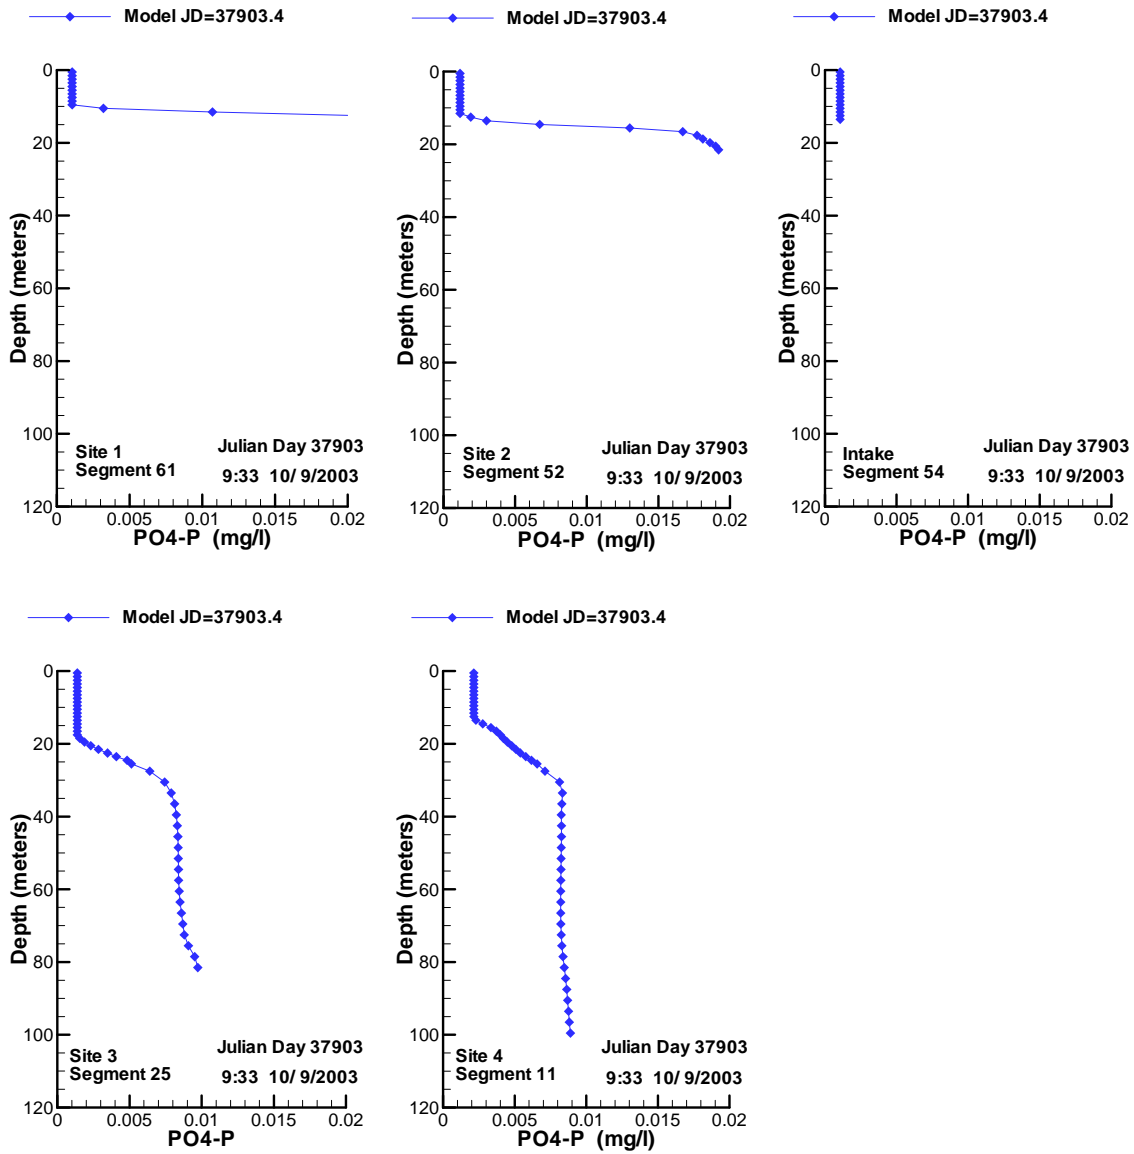 Model JD=37903.4
0
20
40
60
80
100
120
Depth (meters)
Site 1
Segment 61
Julian Day 37903
9:33 10/ 9/2003
0
0.005
0.01
0.015
0.02
PO4-P (mg/l)
Model JD=37903.4
0
20
40
60
80
100
120
Depth (meters)
Site 2
Segment 52
Julian Day 37903
9:33 10/ 9/2003
0
0.005
0.01
0.015
0.02
PO4-P (mg/l)
Model JD=37903.4
0
20
40
60
80
100
120
Depth (meters)
Intake
Segment 54
Julian Day 37903
9:33 10/ 9/2003
0
0.005
0.01
0.015
0.02
PO4-P (mg/l)
Model JD=37903.4
0
20
40
60
80
100
120
Depth (meters)
Site 3
Segment 25
Julian Day 37903
9:33 10/ 9/2003
0
0.005
0.01
0.015
0.02
PO4-P
Model JD=37903.4
0
20
40
60
80
100
120
Depth (meters)
Site 4
Segment 11
Julian Day 37903
9:33 10/ 9/2003
0
0.005
0.01
0.015
0.02
PO4-P (mg/l)